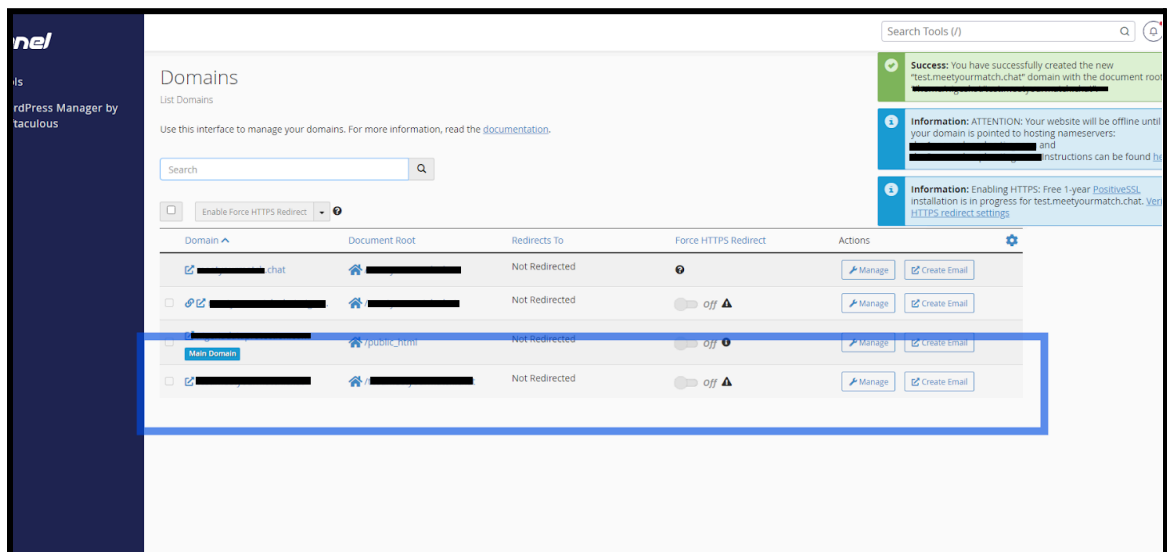 Search Tools (/)
Domains
List Domains
Use this interface to manage your domains. For more information, read the documentation.
Search
Enable Force HTTPS Redirect
Success: You have successfully created the new
"test.meetyourmatch.chat" domain with the document root
Information: ATTENTION: Your website will be offline until
your domain is pointed to hosting nameservers:
and
Instructions can be found
Information: Enabling HTTPS: Free 1-year PositiveSSL
installation is in progress for test.meetyourmatch.chat.
HTTPS redirect settings
Domain Document Root Redirects To Force HTTPS Redirect Actions
.chat Not Redirected Manage Create Email
Not Redirected off Manage Create Email
/public_html Not Redirected off Manage Create Email
Main Domain
Not Redirected off Manage Create Email
rdPress Manager by